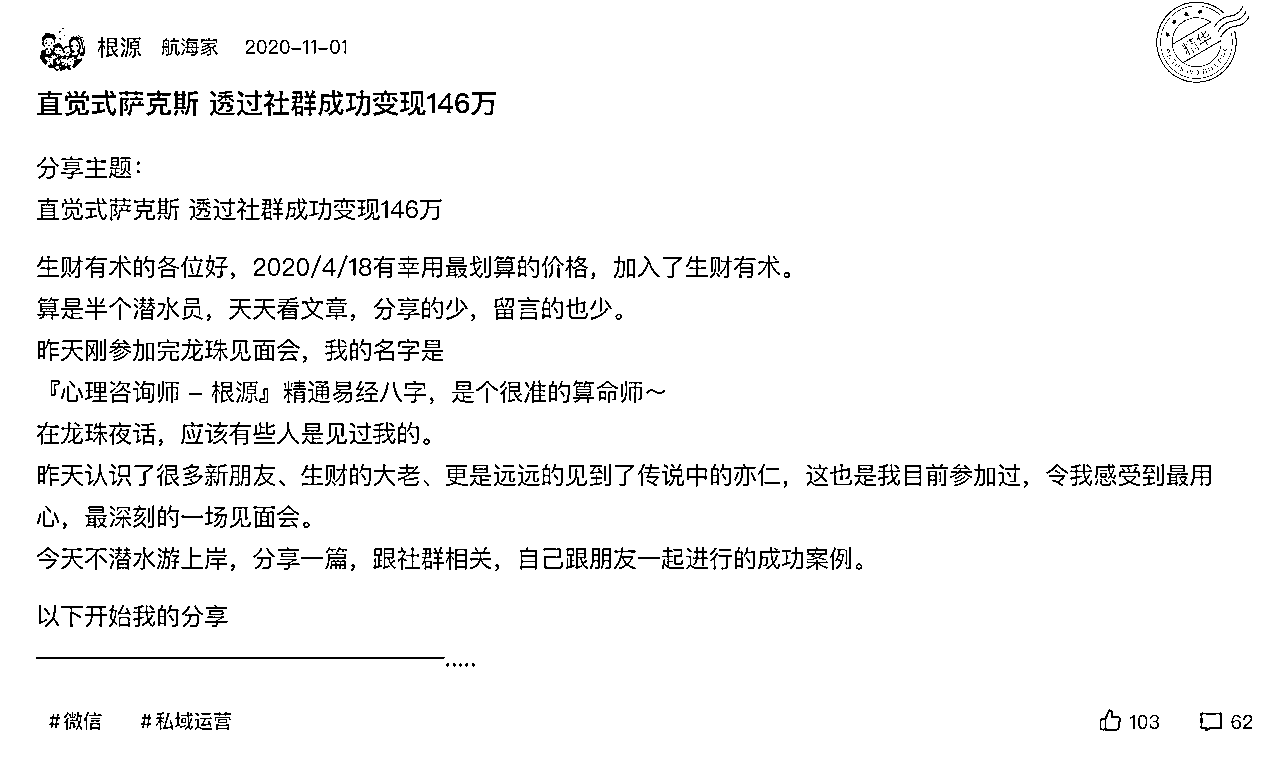 根源 航海家 2020-11-01
精华
直觉式萨克斯 透过社群成功变现146万
分享主题：
直觉式萨克斯 透过社群成功变现146万
生财有术的各位好，2020/4/18有幸用最划算的价格，加入了生财有术。
算是半个潜水员，天天看文章，分享的少，留言的也少。
昨天刚参加完龙珠见面会，我的名字是
『心理咨询师 - 根源』精通易经八字，是个很准的算命师～
在龙珠夜话，应该有些人是见过我的。
昨天认识了很多新朋友、生财的大老、更是远远的见到了传说中的亦仁，这也是我目前参加过，令我感受到最用
心，最深刻的一场见面会。
今天不潜水游上岸，分享一篇，跟社群相关，自己跟朋友一起进行的成功案例。
以下开始我的分享
—————————————————.....
#微信 #私域运营 103 62